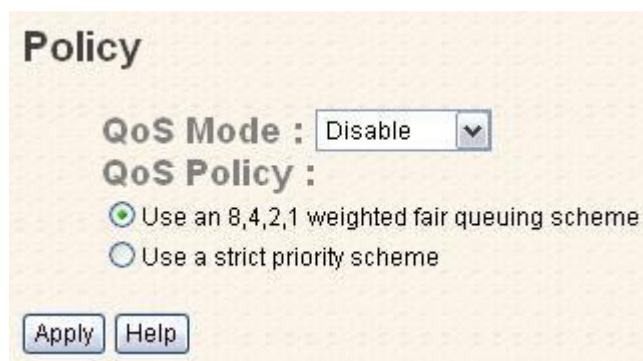 Policy
QoS Mode : Disable
QoS Policy :
Use an 8,4,2,1 weighted fair queuing scheme
Use a strict priority scheme
Apply Help